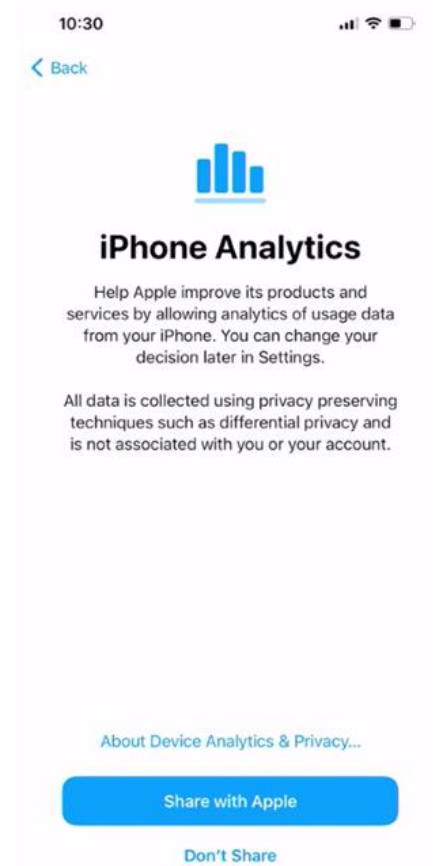 10:30
Back
iPhone Analytics
Help Apple improve its products and
services by allowing analytics of usage data
from your iPhone. You can change your
decision later in Settings.
All data is collected using privacy preserving
techniques such as differential privacy and
is not associated with you or your account.
About Device Analytics & Privacy...
Share with Apple
Don't Share